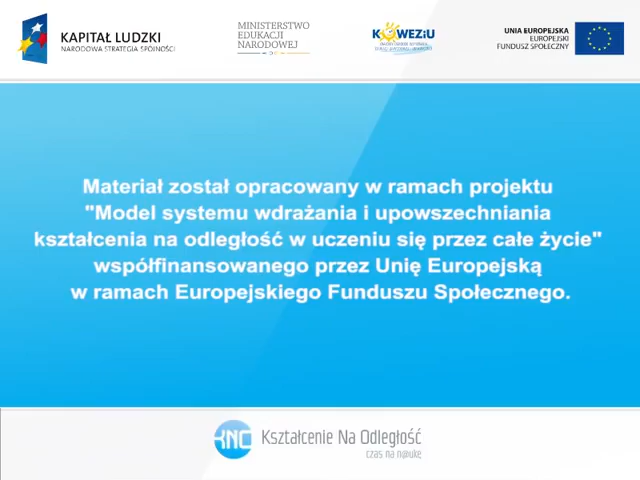 KAPITAŁ LUDZKI
NARODOWA STRATEGIA SPÓJNOŚCI
MINISTERSTWO
EDUKACJI
NARODOWEJ
KOWEZiU
UNIA EUROPEJSKA
EUROPEJSKI
FUNDUSZ SPOŁECZNY
Materiał został opracowany w ramach projektu
"Model systemu wdrażania i upowszechniania
kształcenia na odległość w uczeniu się przez całe życie"
współfinansowanego przez Unię Europejską
w ramach Europejskiego Funduszu Społecznego.
KNO
Kształcenie Na Odległość
czas na n@ukę